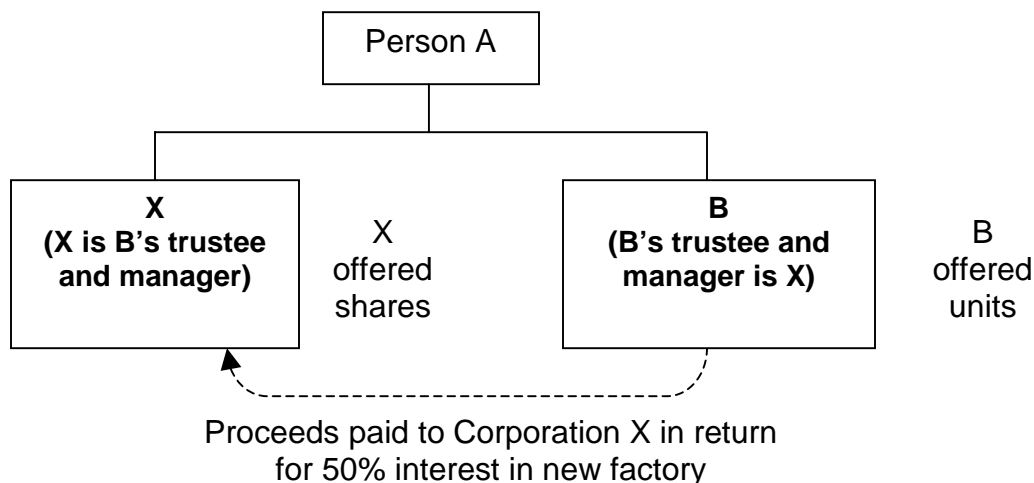 Person A
X
(X is B’s trustee
and manager)
X
offered
shares
B
(B’s trustee and
manager is X)
B
offered
units
Proceeds paid to Corporation X in return
for 50% interest in new factory